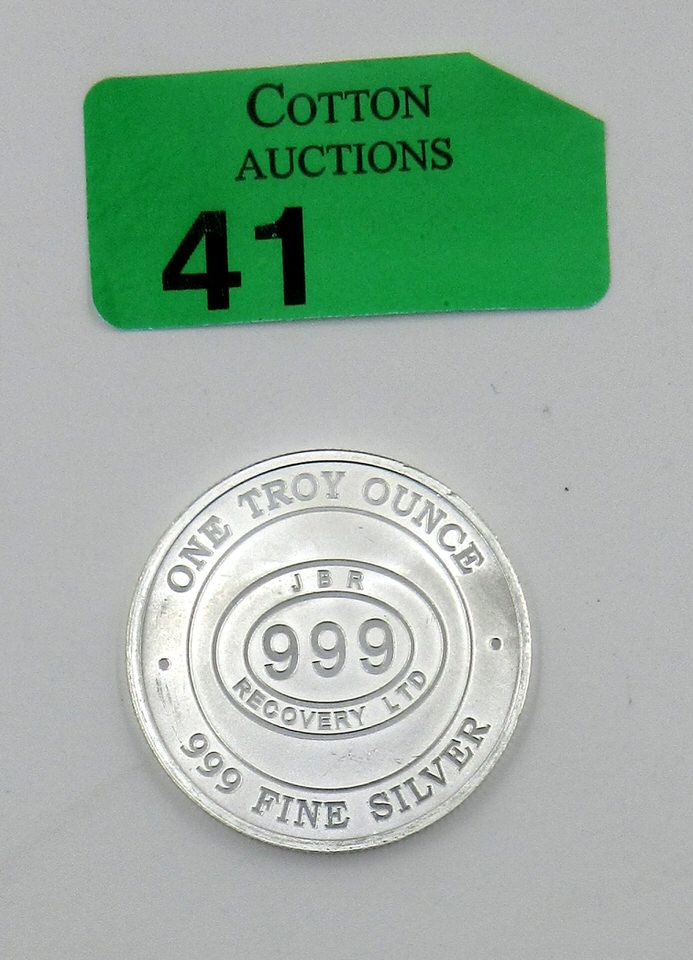 COTTON
AUCTIONS
41
ONE TROY OUNCE
JBR
999
RECOVERY LTD
999 FINE SILVER